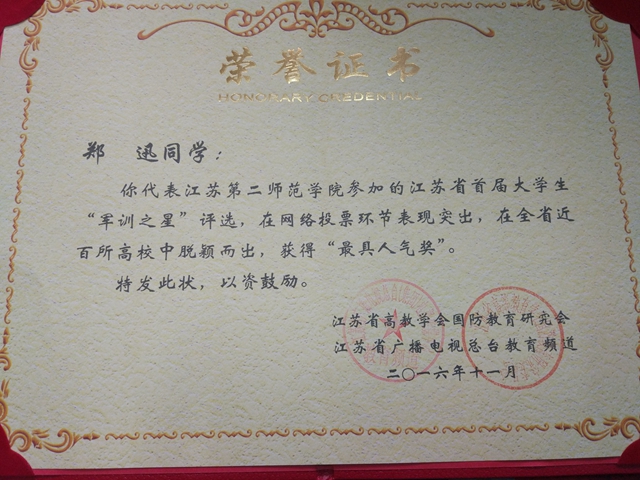 荣誉证书
HONORARY CREDENTIAL
郑 迅同学：
你代表江苏第二师范学院参加的江苏省首届大学生
“军训之星”评选，在网络投票环节表现突出，在全省近
百所高校中脱颖而出，获得“最具人气奖”。
特发此状，以资鼓励。
江苏省高教学会国防教育研究会
江苏省广播电视总台教育频道
二〇一六年十一月